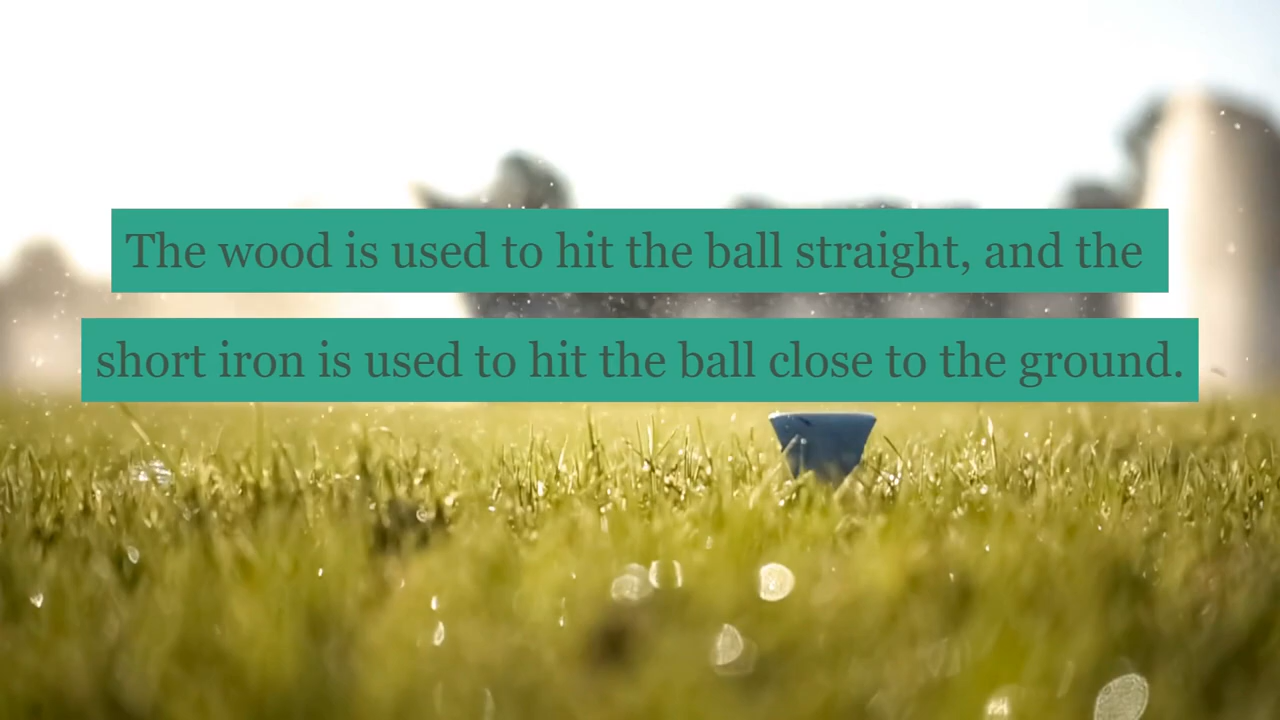 The wood is used to hit the ball straight, and the
short iron is used to hit the ball close to the ground.